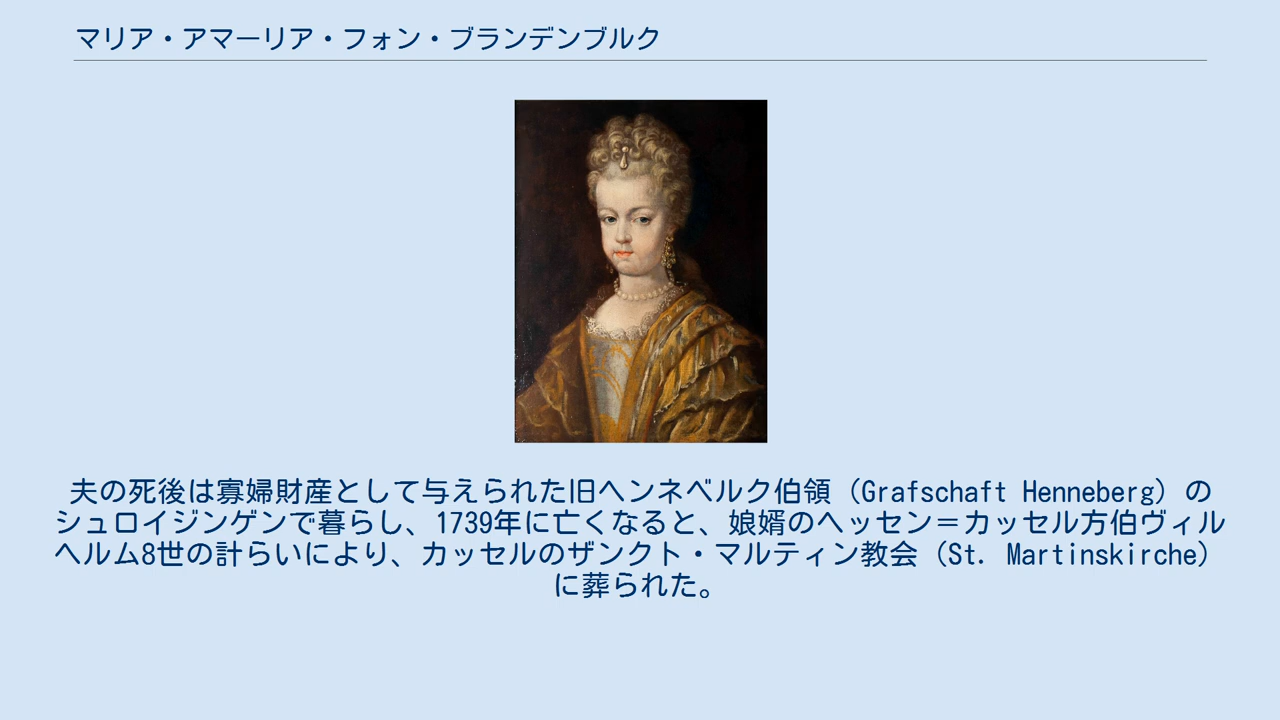 マリア・アマーリア・フォン・ブランデンブルク
夫の死後は寡婦財産として与えられた旧ヘンネベルク伯領（Grafschaft Henneberg）の
シュロイジンゲンで暮らし、1739年に亡くなると、娘婿のヘッセン＝カッセル方伯ヴィル
ヘルム8世の計らいにより、カッセルのザンクト・マルティン教会（St. Martinskirche）
に葬られた。